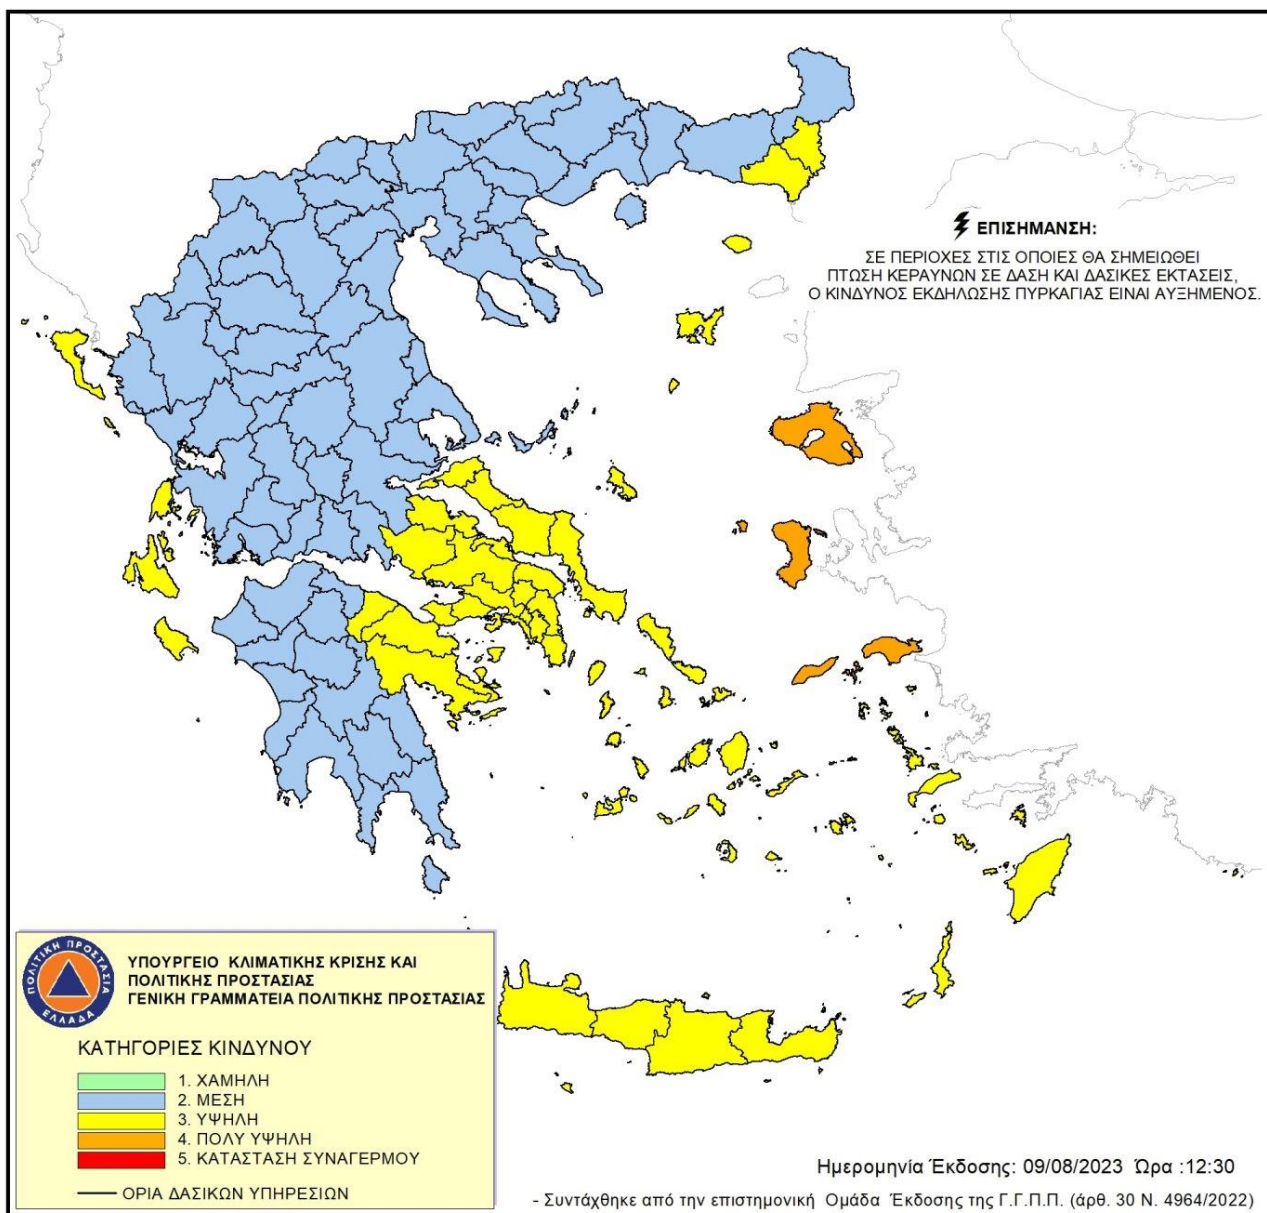 ΕΠΙΣΗΜΑΝΣΗ:
ΣΕ ΠΕΡΙΟΧΕΣ ΣΤΙΣ ΟΠΟΙΕΣ ΘΑ ΣΗΜΕΙΩΘΕΙ
ΠΤΩΣΗ ΚΕΡΑΥΝΩΝ ΣΕ ΔΑΣΗ ΚΑΙ ΔΑΣΙΚΕΣ ΕΚΤΑΣΕΙΣ,
Ο ΚΙΝΔΥΝΟΣ ΕΚΔΗΛΩΣΗΣ ΠΥΡΚΑΓΙΑΣ ΕΙΝΑΙ ΑΥΞΗΜΕΝΟΣ.
ΠΟΛΙΤΙΚΗ ΠΡΟΣΤΑΣΙΑ
ΕΛΛΑΔΑ
ΥΠΟΥΡΓΕΙΟ ΚΛΙΜΑΤΙΚΗΣ ΚΡΙΣΗΣ ΚΑΙ
ΠΟΛΙΤΙΚΗΣ ΠΡΟΣΤΑΣΙΑΣ
ΓΕΝΙΚΗ ΓΡΑΜΜΑΤΕΙΑ ΠΟΛΙΤΙΚΗΣ ΠΡΟΣΤΑΣΙΑΣ
ΚΑΤΗΓΟΡΙΕΣ ΚΙΝΔΥΝΟΥ
1. ΧΑΜΗΛΗ
2. ΜΕΣΗ
3. ΥΨΗΛΗ
4. ΠΟΛΥ ΥΨΗΛΗ
5. ΚΑΤΑΣΤΑΣΗ ΣΥΝΑΓΕΡΜΟΥ
ΟΡΙΑ ΔΑΣΙΚΩΝ ΥΠΗΡΕΣΙΩΝ
Ημερομηνία Έκδοσης: 09/08/2023 Ώρα :12:30
- Συντάχθηκε από την επιστημονική Ομάδα Έκδοσης της Γ.Γ.Π.Π. (άρθ. 30 Ν. 4964/2022)